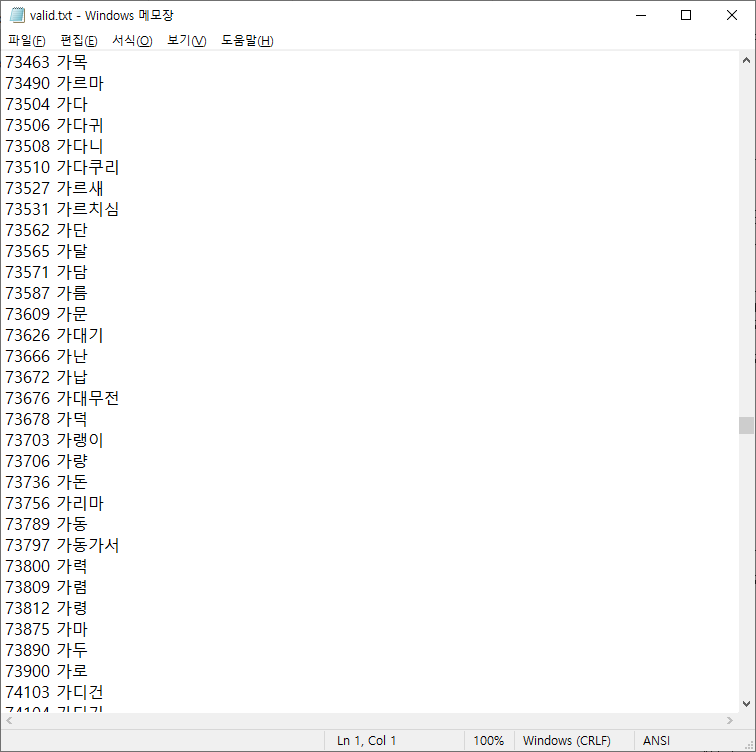 valid.txt - Windows 메모장
파일(F) 편집(E) 서식(O) 보기(V) 도움말(H)
73463 가목
73490 가르마
73504 가다
73506 가다귀
73508 가다니
73510 가다쿠리
73527 가르새
73531 가르치심
73562 가단
73565 가달
73571 가담
73587 가름
73609 가문
73626 가대기
73666 가난
73672 가납
73676 가대무전
73678 가덕
73703 가랭이
73706 가량
73736 가돈
73756 가리마
73789 가동
73797 가동가서
73800 가력
73809 가렴
73812 가령
73875 가마
73890 가두
73900 가로
74103 가디건
74104
Ln 1, Col 1 100% Windows (CRLF) ANSI